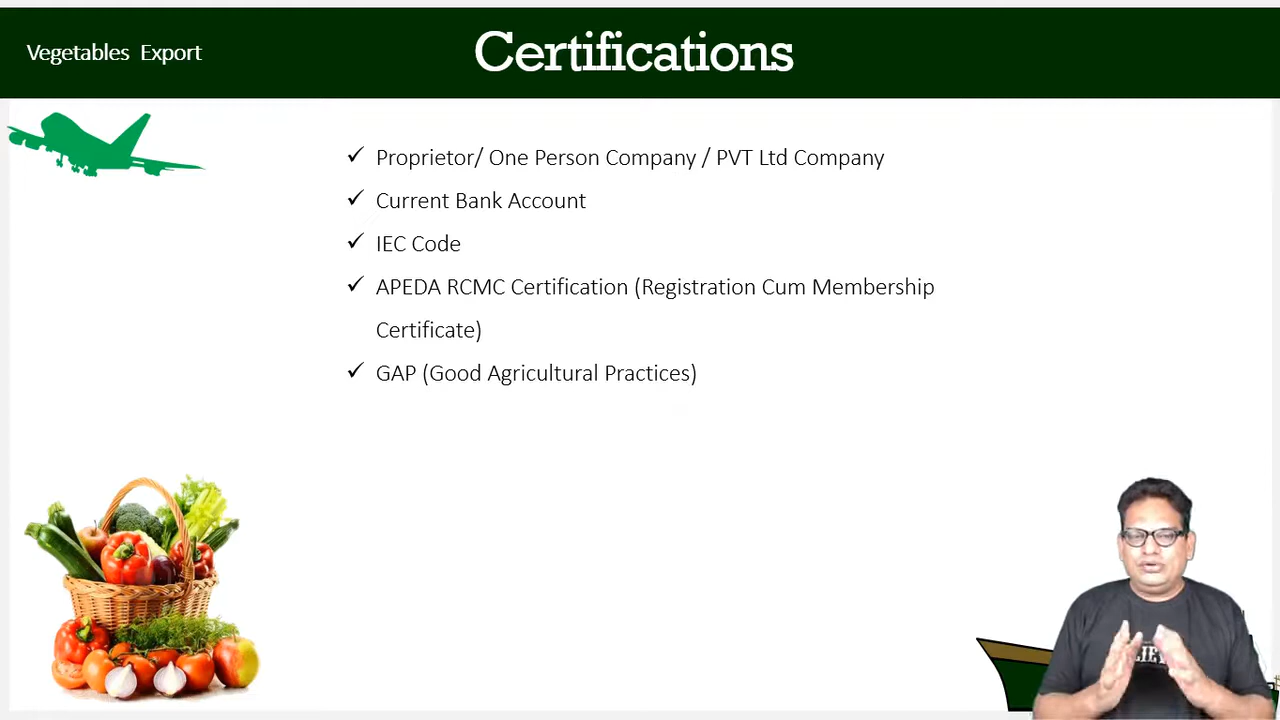 Vegetables Export
Certifications
✓ Proprietor/ One Person Company / PVT Ltd Company
✓ Current Bank Account
✓ IEC Code
✓ APEDA RCMC Certification (Registration Cum Membership
Certificate)
✓ GAP (Good Agricultural Practices)